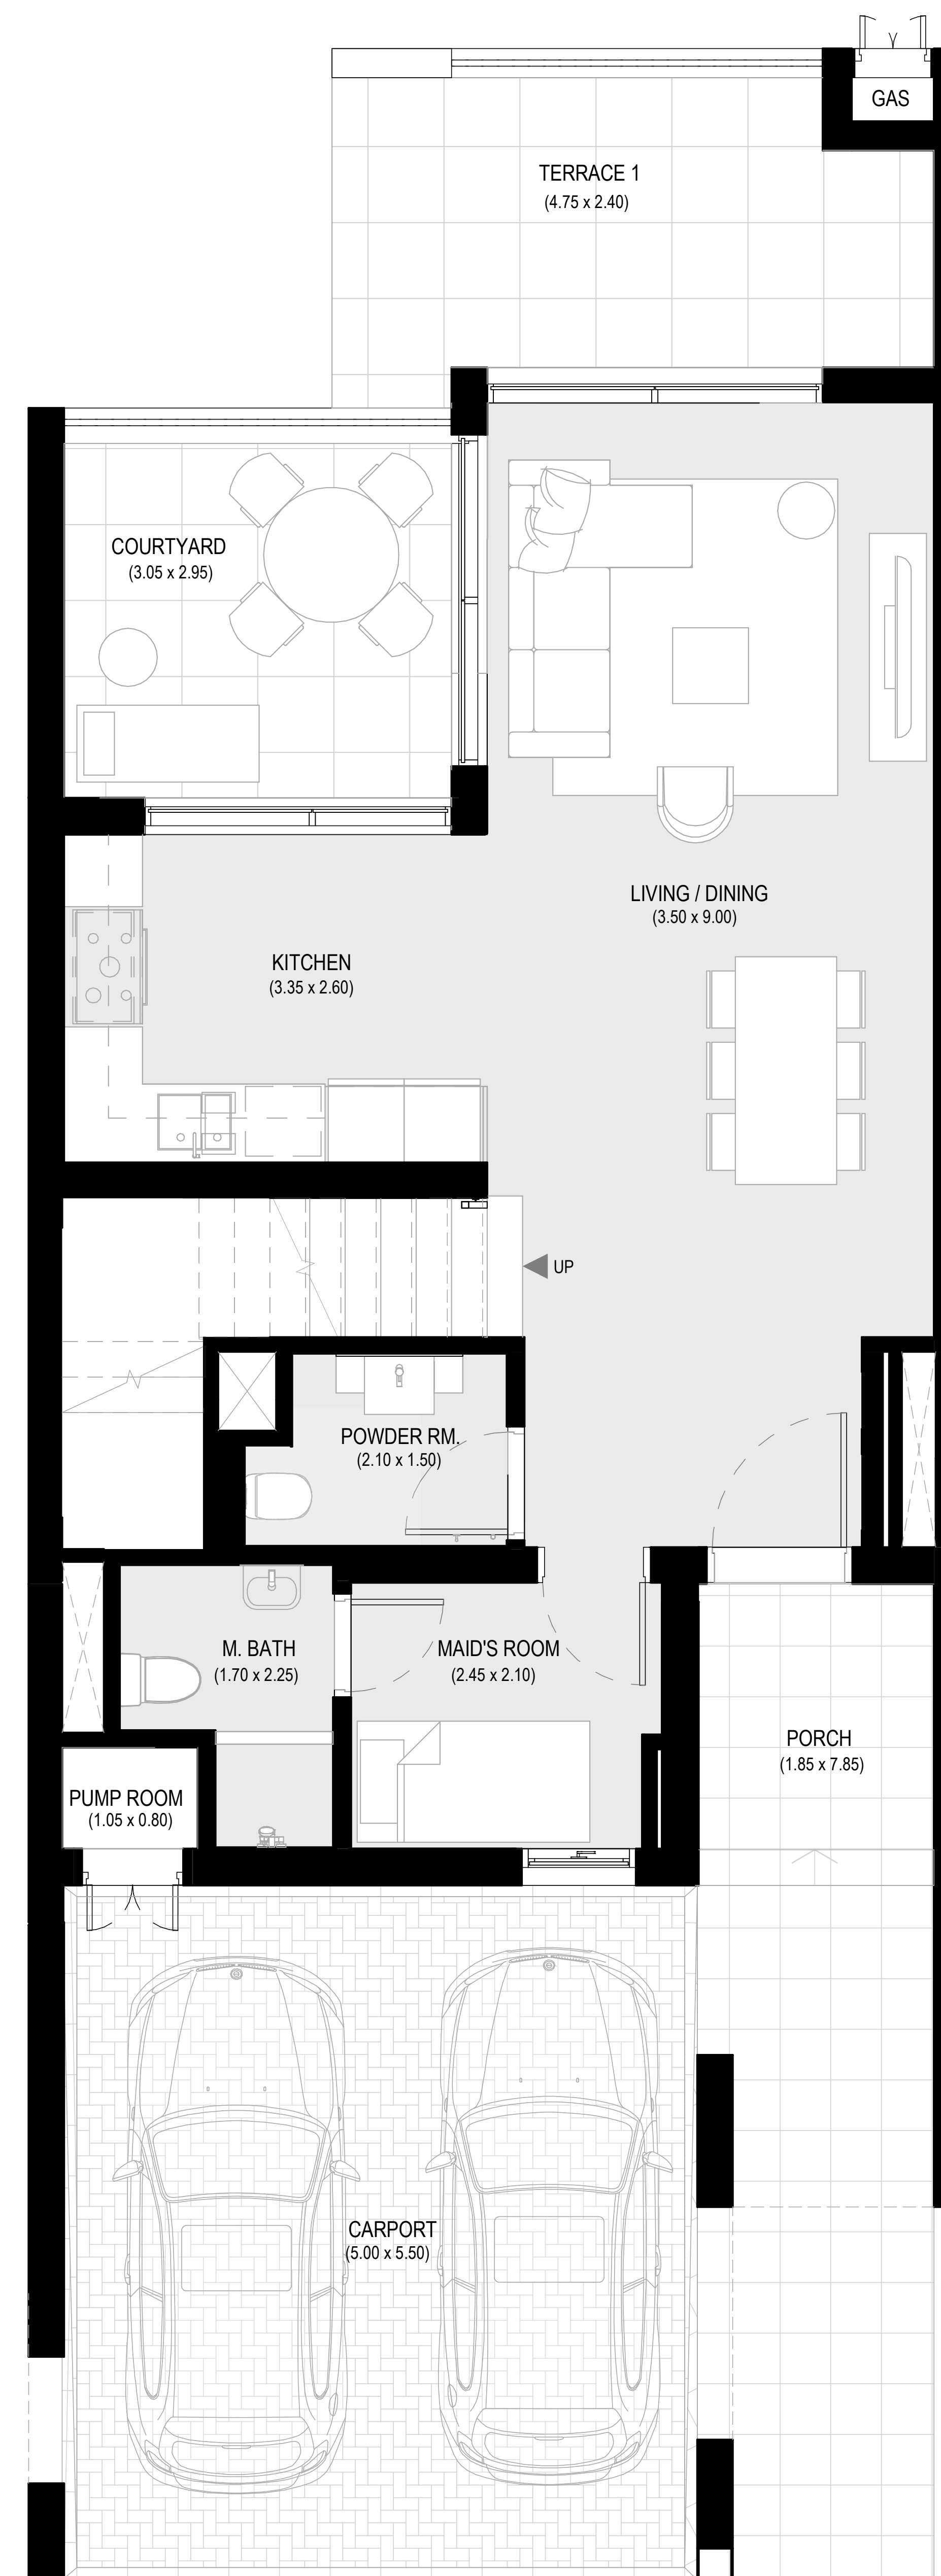 GAS
TERRACE 1
(4.75 x 2.40)
COURTYARD
(3.05 x 2.95)
LIVING / DINING
(3.50 x 9.00)
KITCHEN
(3.35 x 2.60)
UP
POWDER RM.
(2.10 x 1.50)
M. BATH
(1.70 x 2.25)
MAID'S ROOM
(2.45 x 2.10)
PORCH
(1.85 x 7.85)
PUMP ROOM
(1.05 x 0.80)
CARPORT
(5.00 x 5.50)